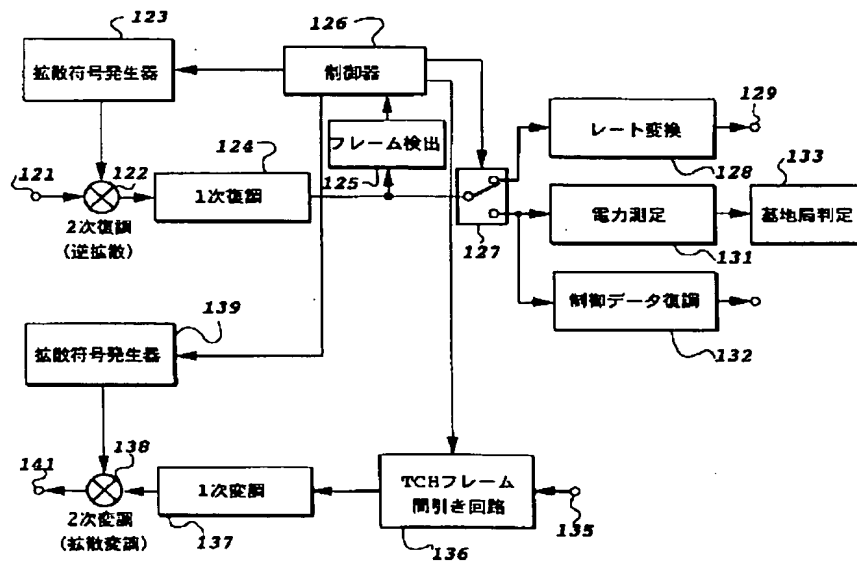 123
拡散符号発生器
126
制御器
129
レート変換
128
フレーム検出
125
124
1次復調
121
122
2次復調
(逆拡散)
127
133
電力測定
131
基地局判定
制御データ復調
132
139
拡散符号発生器
141
138
2次変調
(拡散変調)
1次変調
137
TCHフレーム
間引き回路
136
135